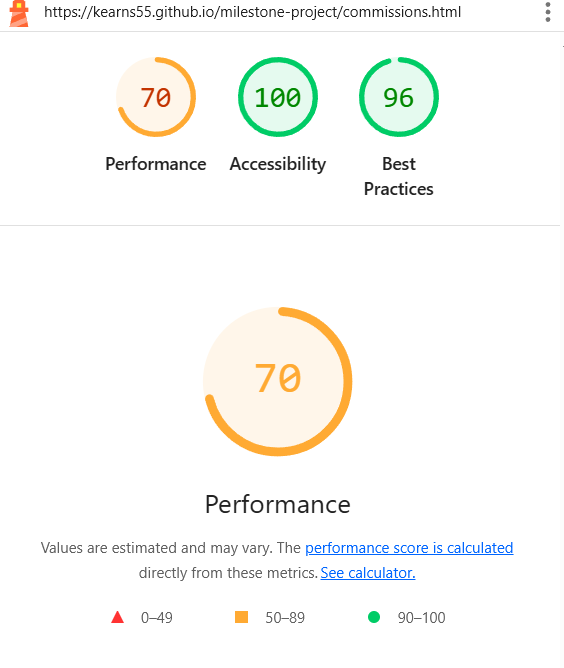 https://kearns55.github.io/milestone-project/commissions.html
70
100
96
Performance
Accessibility
Best
Practices
70
Performance
Values are estimated and may vary. The performance score is calculated
directly from these metrics. See calculator.
0–49
50–89
90–100